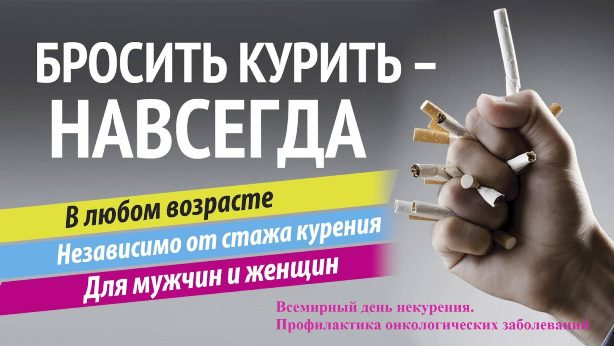 БРОСИТЬ КУРИТЬ –
НАВСЕГДА
В любом возрасте
Независимо от стажа курения
Для мужчин и женщин
Всемирный день некурения.
Профилактика онкологических заболеваний.